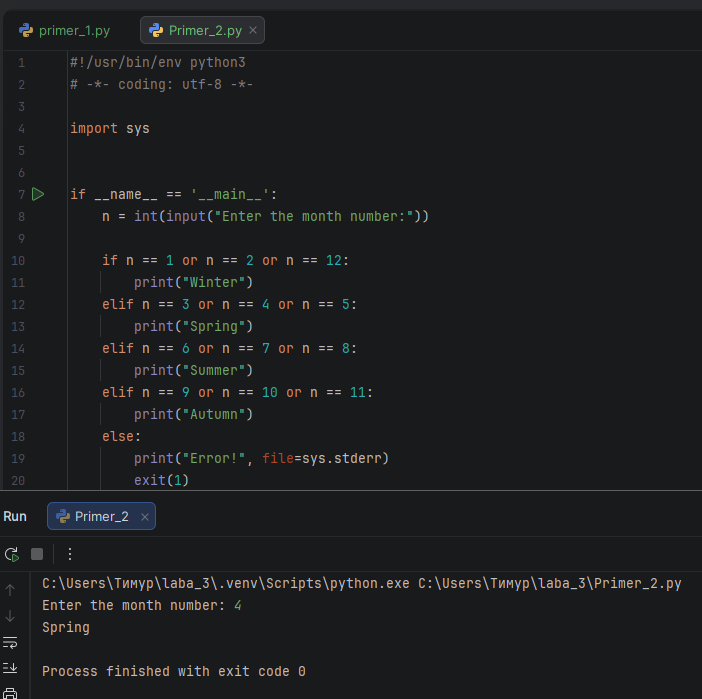 primer_1.py Primer_2.py
1 #!/usr/bin/env python3
2 # -*- coding: utf-8 -*-
3
4 import sys
5
6
7 if __name__ == '__main__':
8     n = int(input("Enter the month number:"))
9
10     if n == 1 or n == 2 or n == 12:
11         print("Winter")
12     elif n == 3 or n == 4 or n == 5:
13         print("Spring")
14     elif n == 6 or n == 7 or n == 8:
15         print("Summer")
16     elif n == 9 or n == 10 or n == 11:
17         print("Autumn")
18     else:
19         print("Error!", file=sys.stderr)
20         exit(1)
Run Primer_2
C:\Users\Тимур\laba_3\.venv\Scripts\python.exe C:\Users\Тимур\laba_3\Primer_2.py
Enter the month number: 4
Spring
Process finished with exit code 0